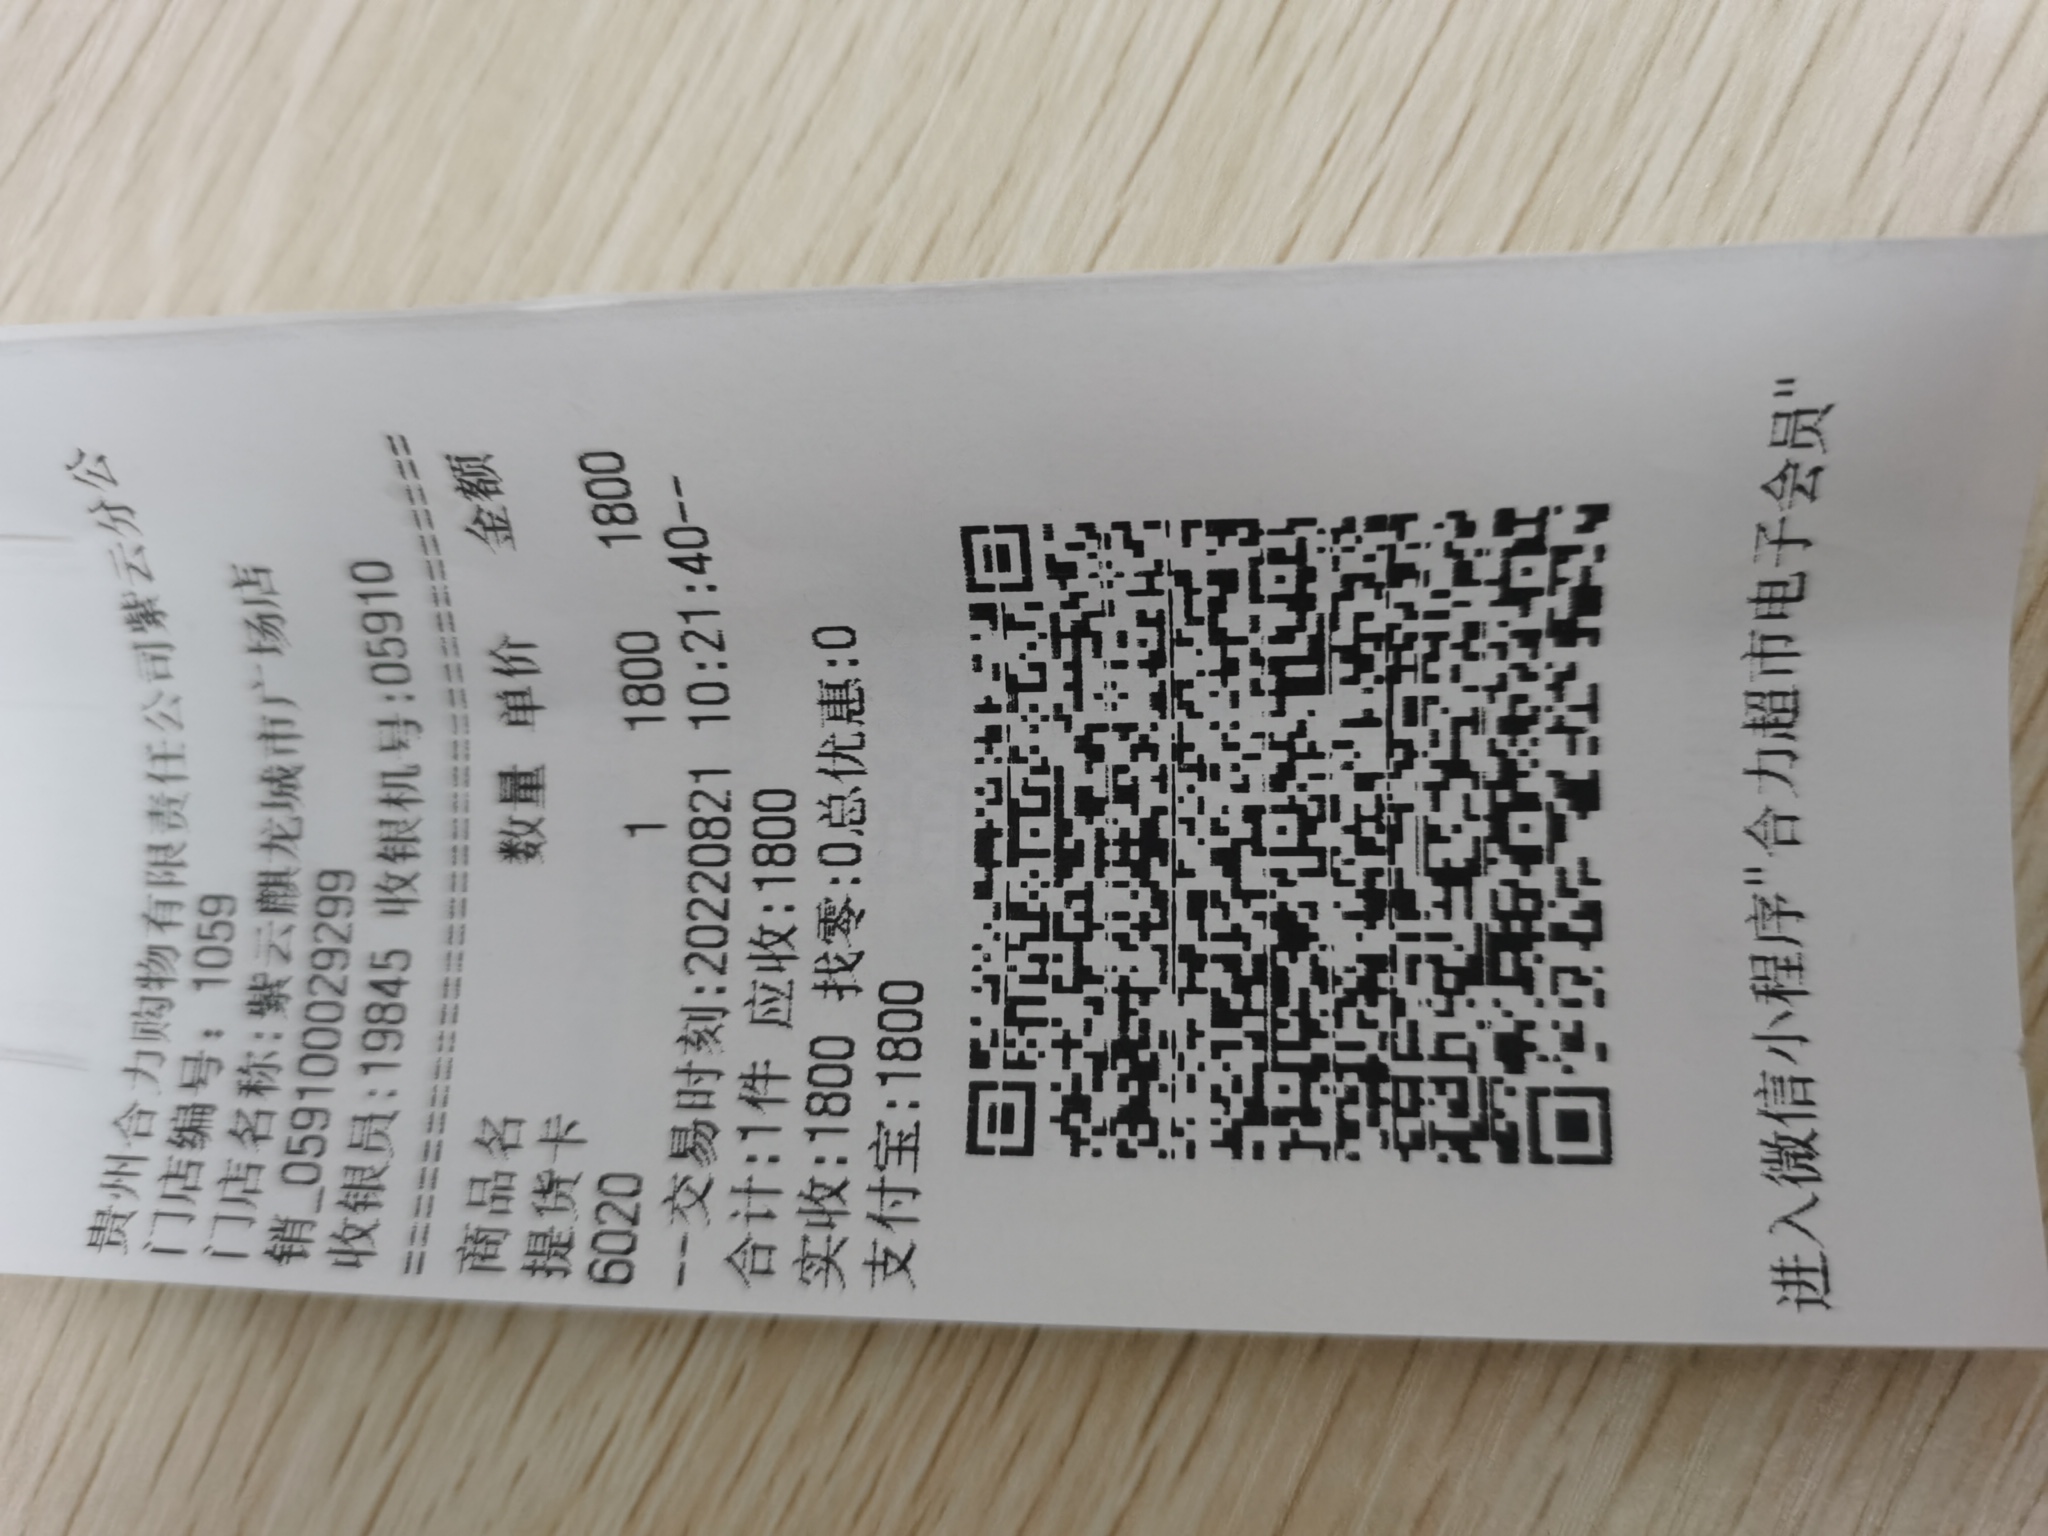 贵州合力购物有限责任公司紫云分公
门店编号: 1059
门店名称:紫云麒龙城市广场店
销_0591000029299
收银员:19845 收银机号:05910
========================================
商品名 数量 单价 金额
提货卡
6020 1 1800 1800
--交易时刻:20220821 10:21:40--
合计:1件 应收:1800
实收:1800 找零:0总优惠:0
支付宝:1800
进入微信小程序"合力超市电子会员"